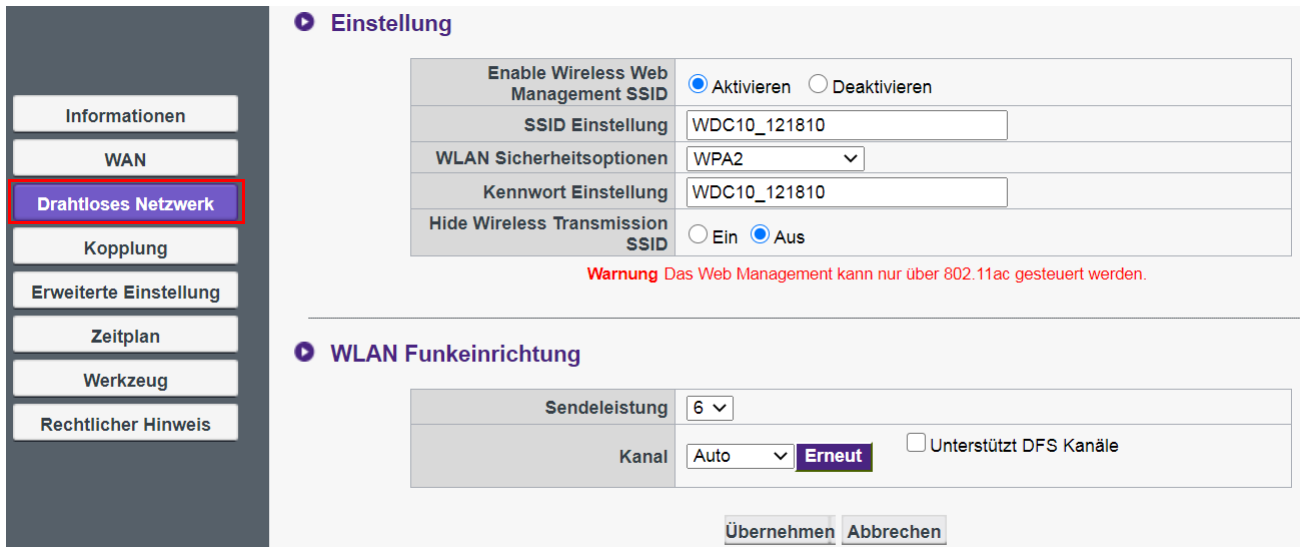 Informationen
WAN
Drahtloses Netzwerk
Kopplung
Erweiterte Einstellung
Zeitplan
Werkzeug
Rechtlicher Hinweis
Einstellung
Enable Wireless Web
Management SSID
Aktivieren Deaktivieren
SSID Einstellung WDC10_121810
WLAN Sicherheitsoptionen WPA2
Kennwort Einstellung WDC10_121810
Hide Wireless Transmission
SSID
Ein Aus
Warnung Das Web Management kann nur über 802.11ac gesteuert werden.
WLAN Funkeinrichtung
Sendeleistung 6
Kanal Auto Erneut Unterstützt DFS Kanäle
Übernehmen Abbrechen